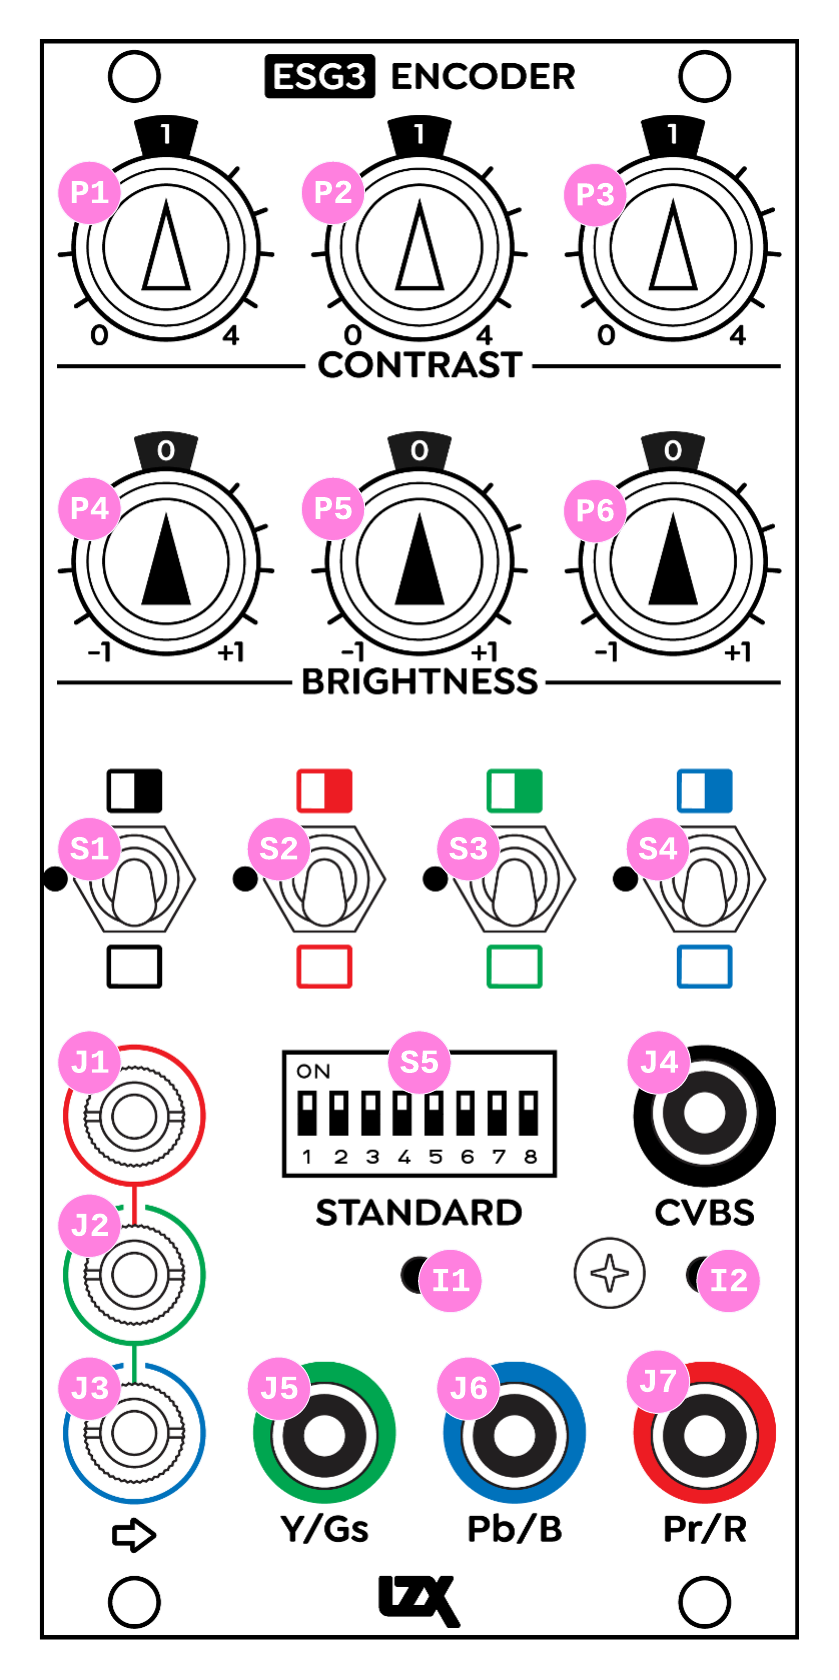 ESG3 ENCODER
1 1 1
P1 P2 P3
0 4 0 4 0 4
CONTRAST
0 0 0
P4 P5 P6
-1 +1 -1 +1 -1 +1
BRIGHTNESS
S1 S2 S3 S4
J1 S5 J4
ON
1 2 3 4 5 6 7 8
STANDARD CVBS
J2
I1 I2
J3 J5 J6 J7
Y/Gs Pb/B Pr/R
LZX